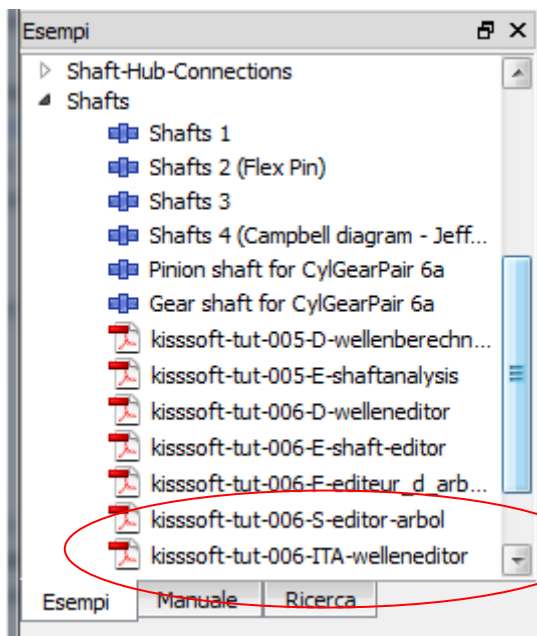 Esempi
Shaft-Hub-Connections
Shafts
Shafts 1
Shafts 2 (Flex Pin)
Shafts 3
Shafts 4 (Campbell diagram - Jeff...
Pinion shaft for CylGearPair 6a
Gear shaft for CylGearPair 6a
kisssoft-tut-005-D-wellenberechn...
kisssoft-tut-005-E-shaftanalysis
kisssoft-tut-006-D-welleneditor
kisssoft-tut-006-E-shaft-editor
kisssoft-tut-006-F-editeur_d_arb...
kisssoft-tut-006-S-editor-arbol
kisssoft-tut-006-ITA-welleneditor
Esempi Manuale Ricerca